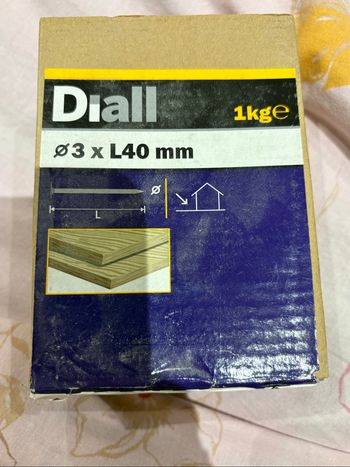 Diall
1kg℮
ø3 x L40 mm
ø
L